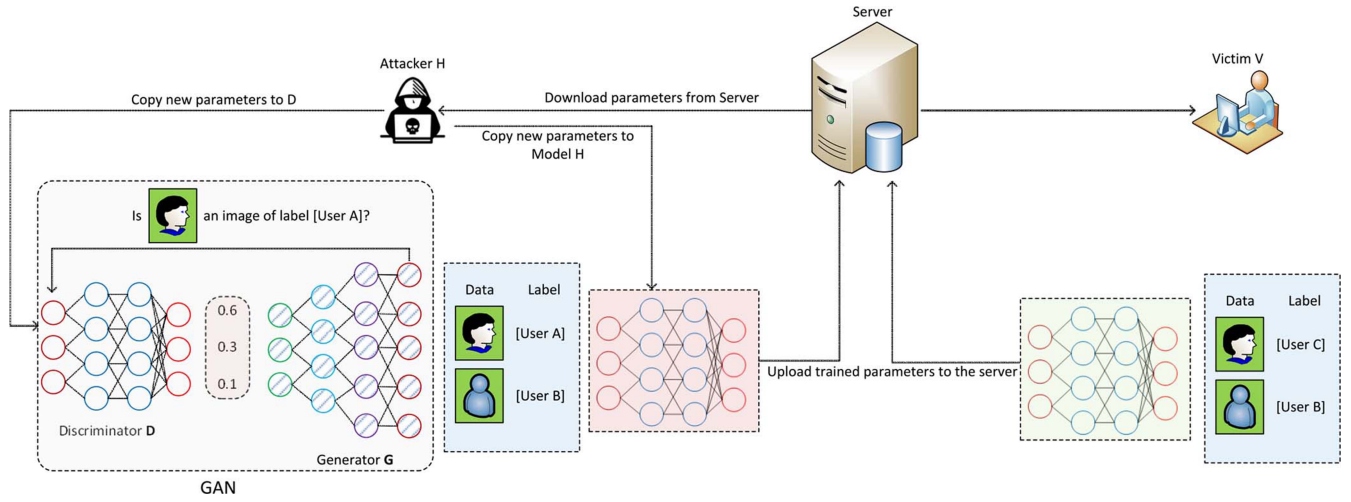 Server
Attacker H
Victim V
Copy new parameters to D
Download parameters from Server
Copy new parameters to
Model H
Is an image of label [User A]?
Data Label
[User A]
[User B]
0.6
0.3
0.1
Discriminator D
Generator G
GAN
Upload trained parameters to the server
Data Label
[User C]
[User B]